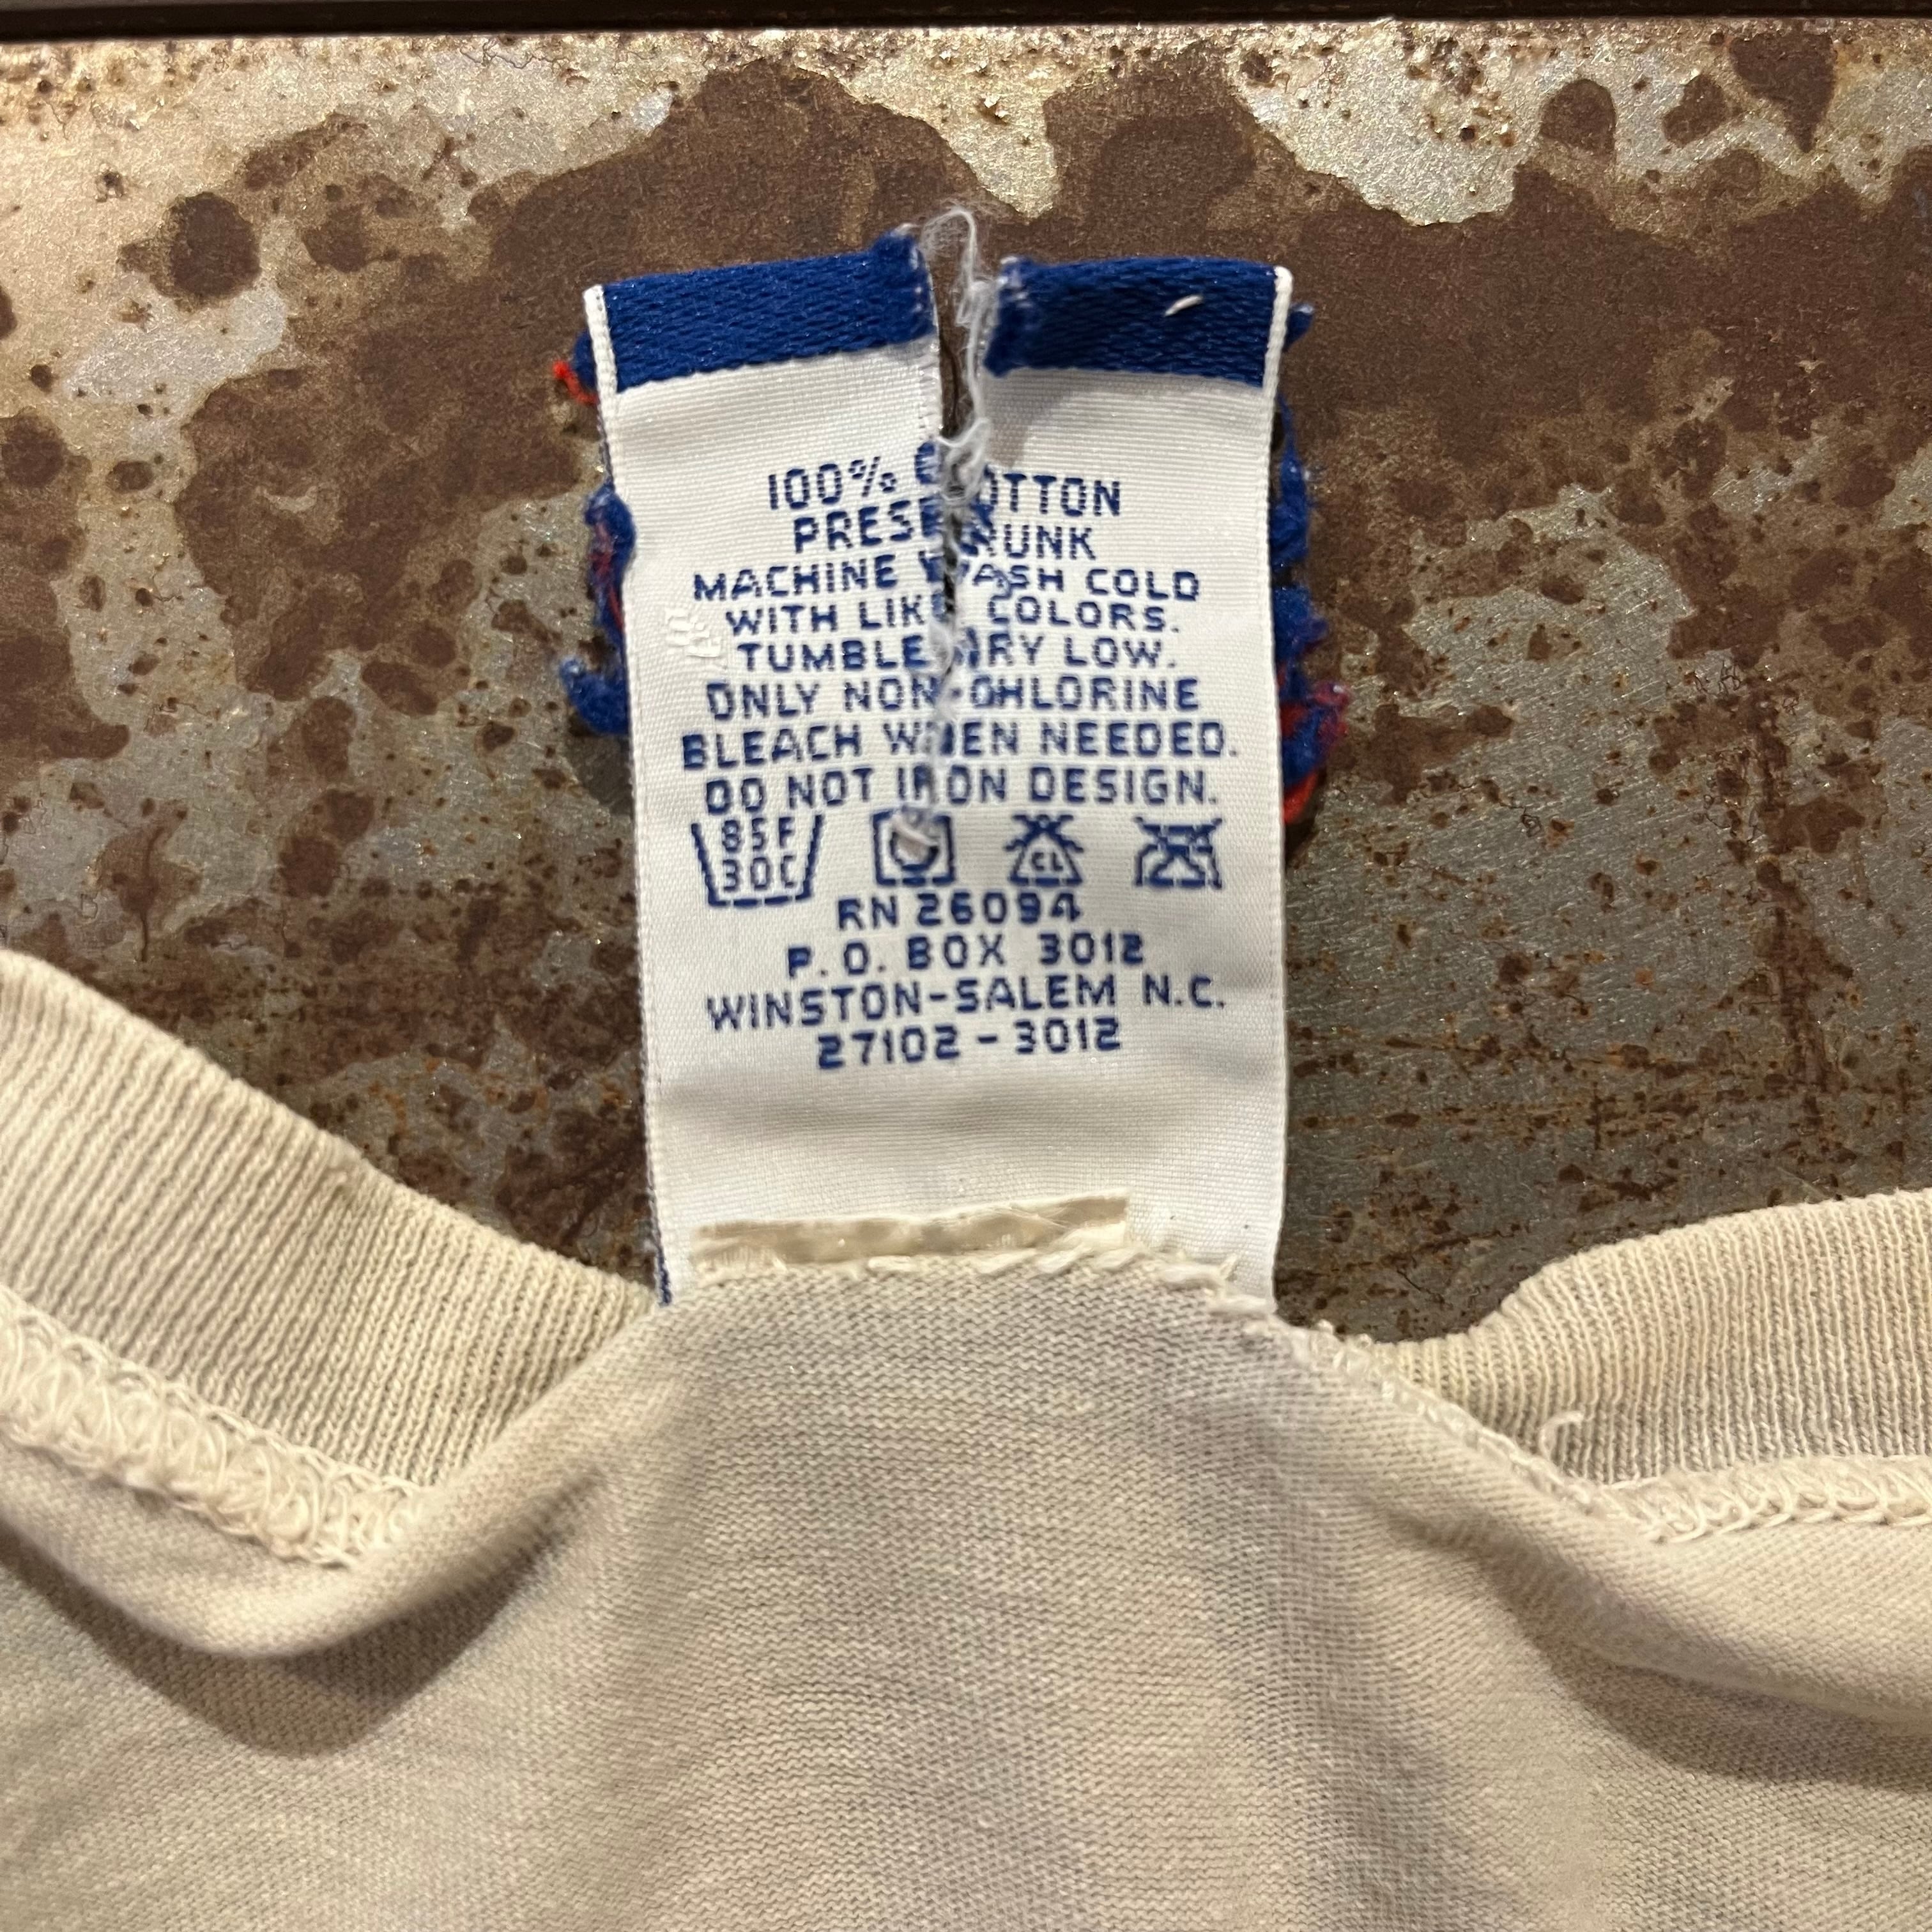 100% COTTON
PRESHRUNK
MACHINE WASH COLD
WITH LIKE COLORS.
TUMBLE DRY LOW.
ONLY NON-CHLORINE
BLEACH WHEN NEEDED.
DO NOT IRON DESIGN.
85F
30C
CL
RN 26094
P.O. BOX 3012
WINSTON-SALEM N.C.
27102-3012